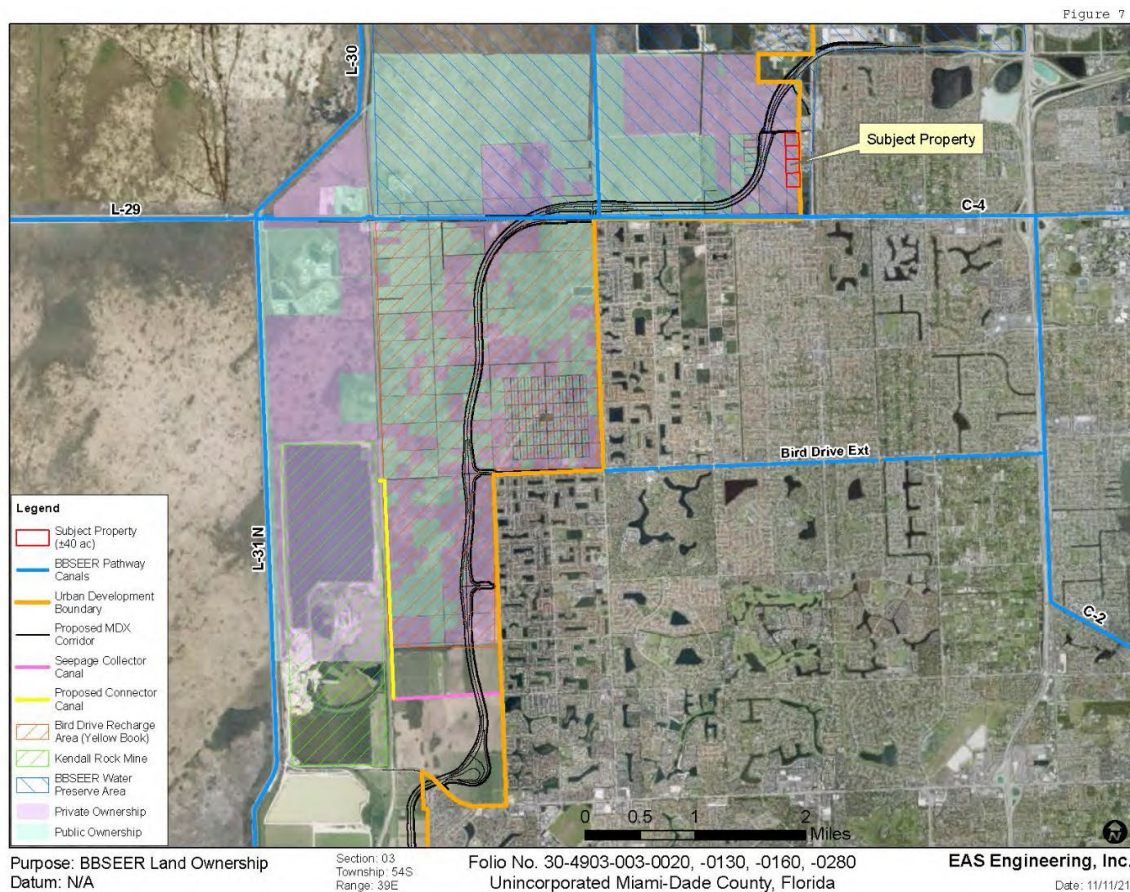 Figure 7
L-30
Subject Property
L-29
C-4
Bird Drive Ext
L-31 N
C-2
Legend
Subject Property
(±40 ac)
BBSEER Pathway
Canals
Urban Development
Boundary
Proposed MDX
Corridor
Seepage Collector
Canal
Proposed Connector
Canal
Bird Drive Recharge
Area (Yellow Book)
Kendall Rock Mine
BBSEER Water
Preserve Area
Private Ownership
Public Ownership
0 0.5 1 2
Miles
N
Purpose: BBSEER Land Ownership
Datum: N/A
Section: 03
Township: 54S
Range: 39E
Folio No. 30-4903-003-0020, -0130, -0160, -0280
Unincorporated Miami-Dade County, Florida
EAS Engineering, Inc.
Date: 11/11/21